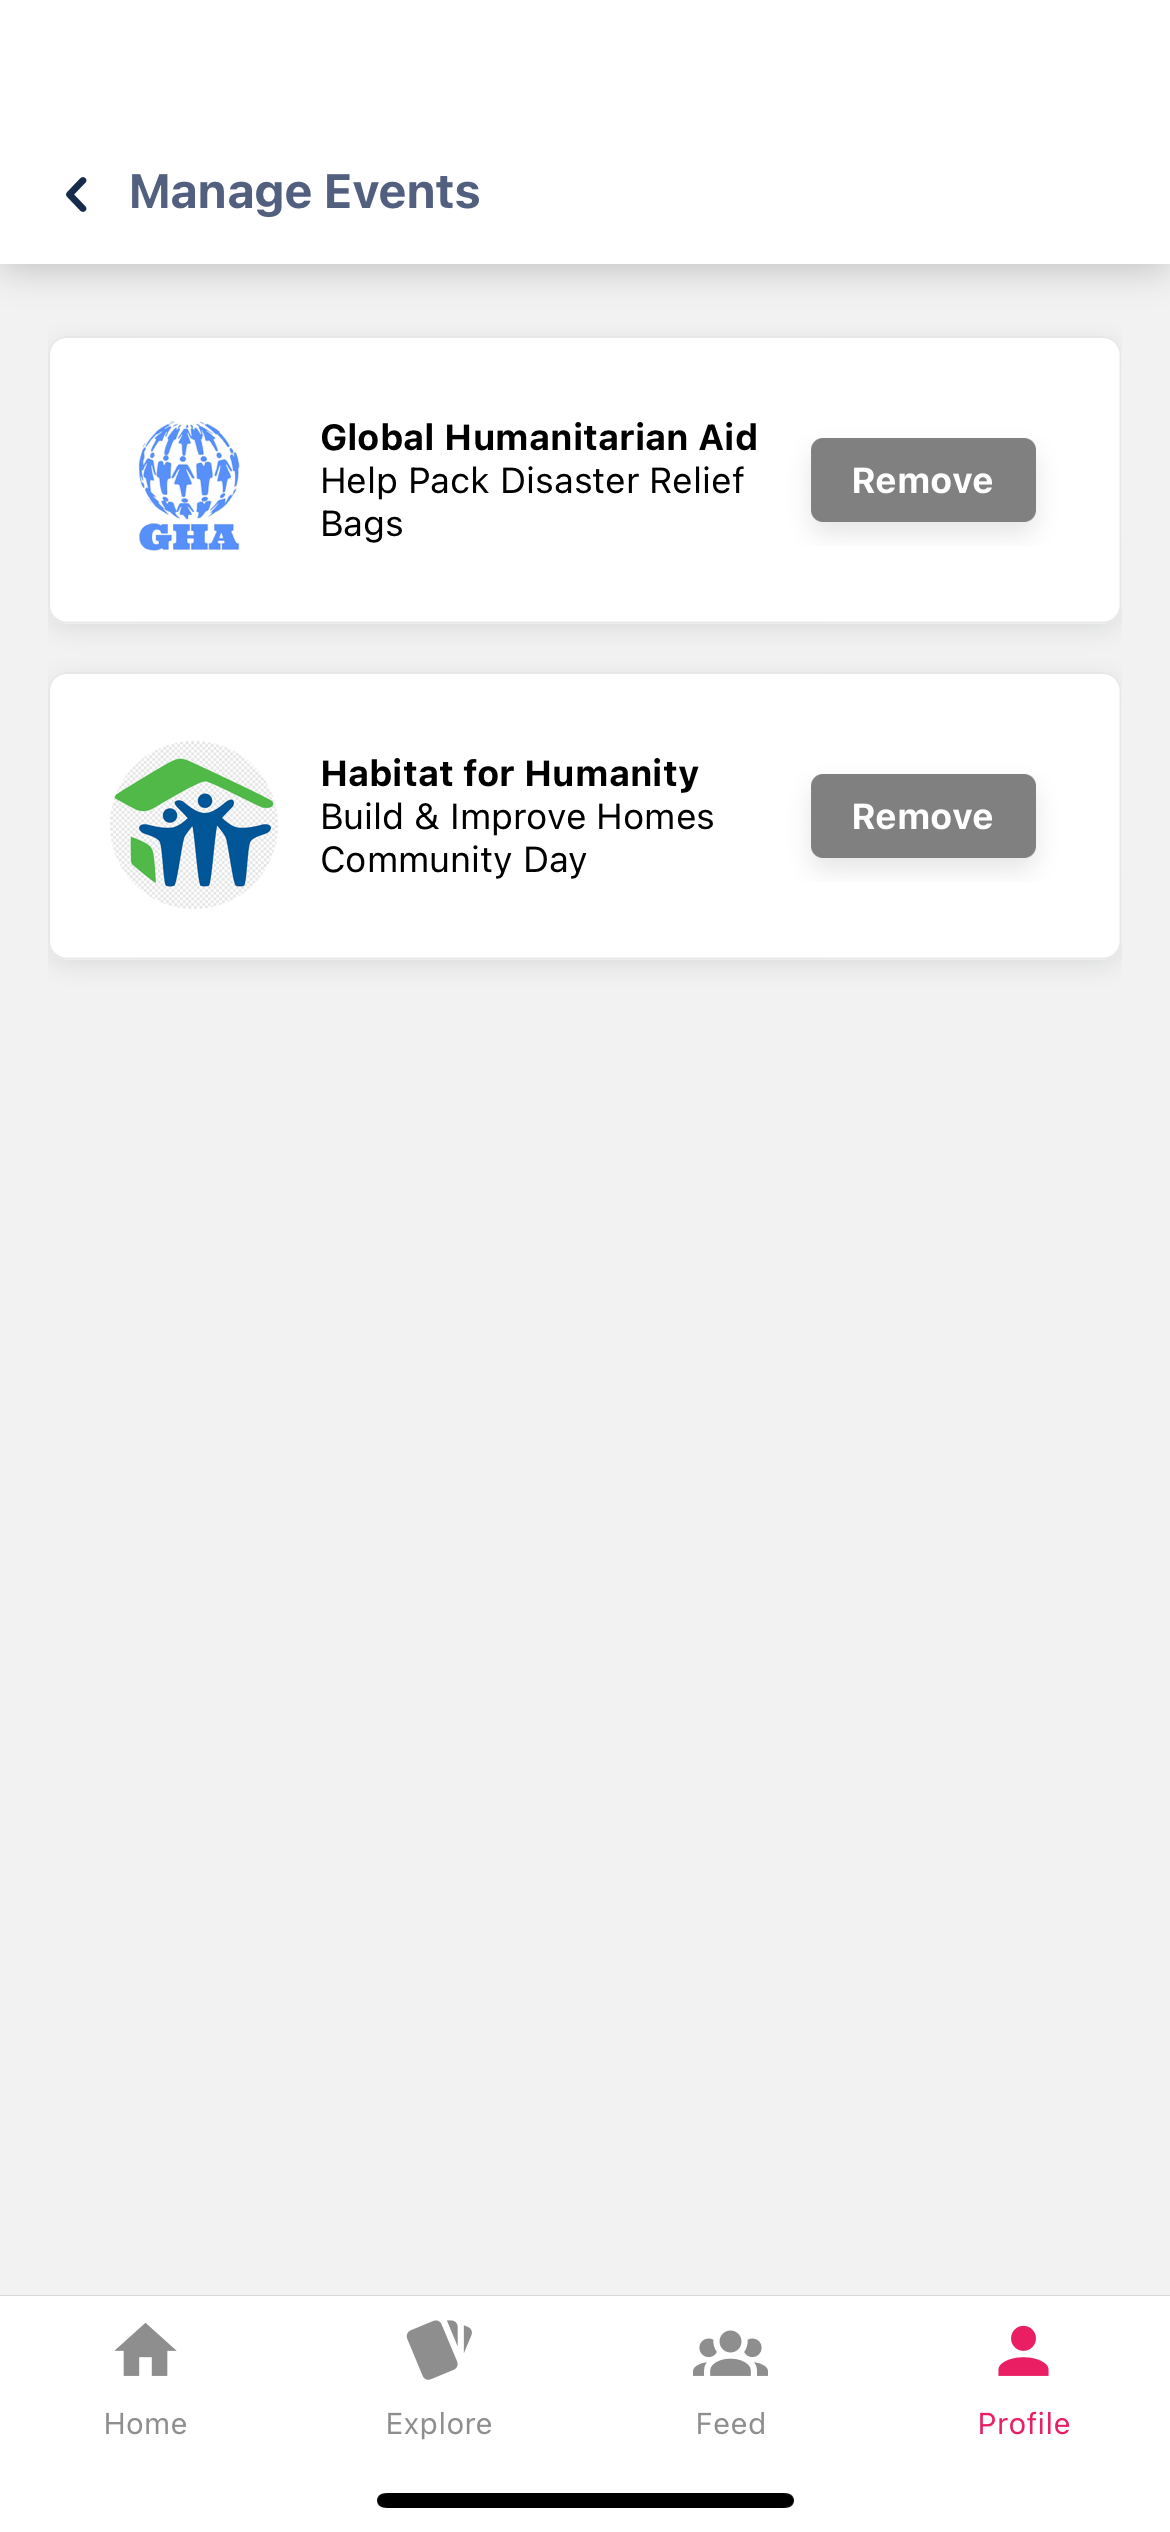 Manage Events
Global Humanitarian Aid
Help Pack Disaster Relief
Bags
Remove
GHA
Habitat for Humanity
Build & Improve Homes
Community Day
Remove
Home
Explore
Feed
Profile